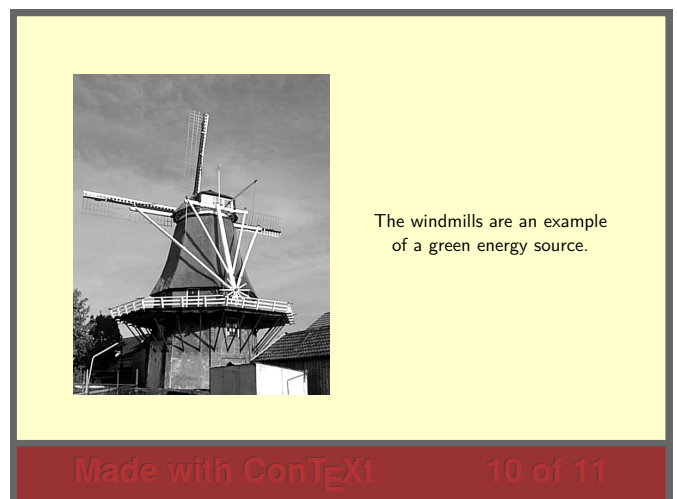 The windmills are an example
of a green energy source.
Made with ConTEXt 10 of 11